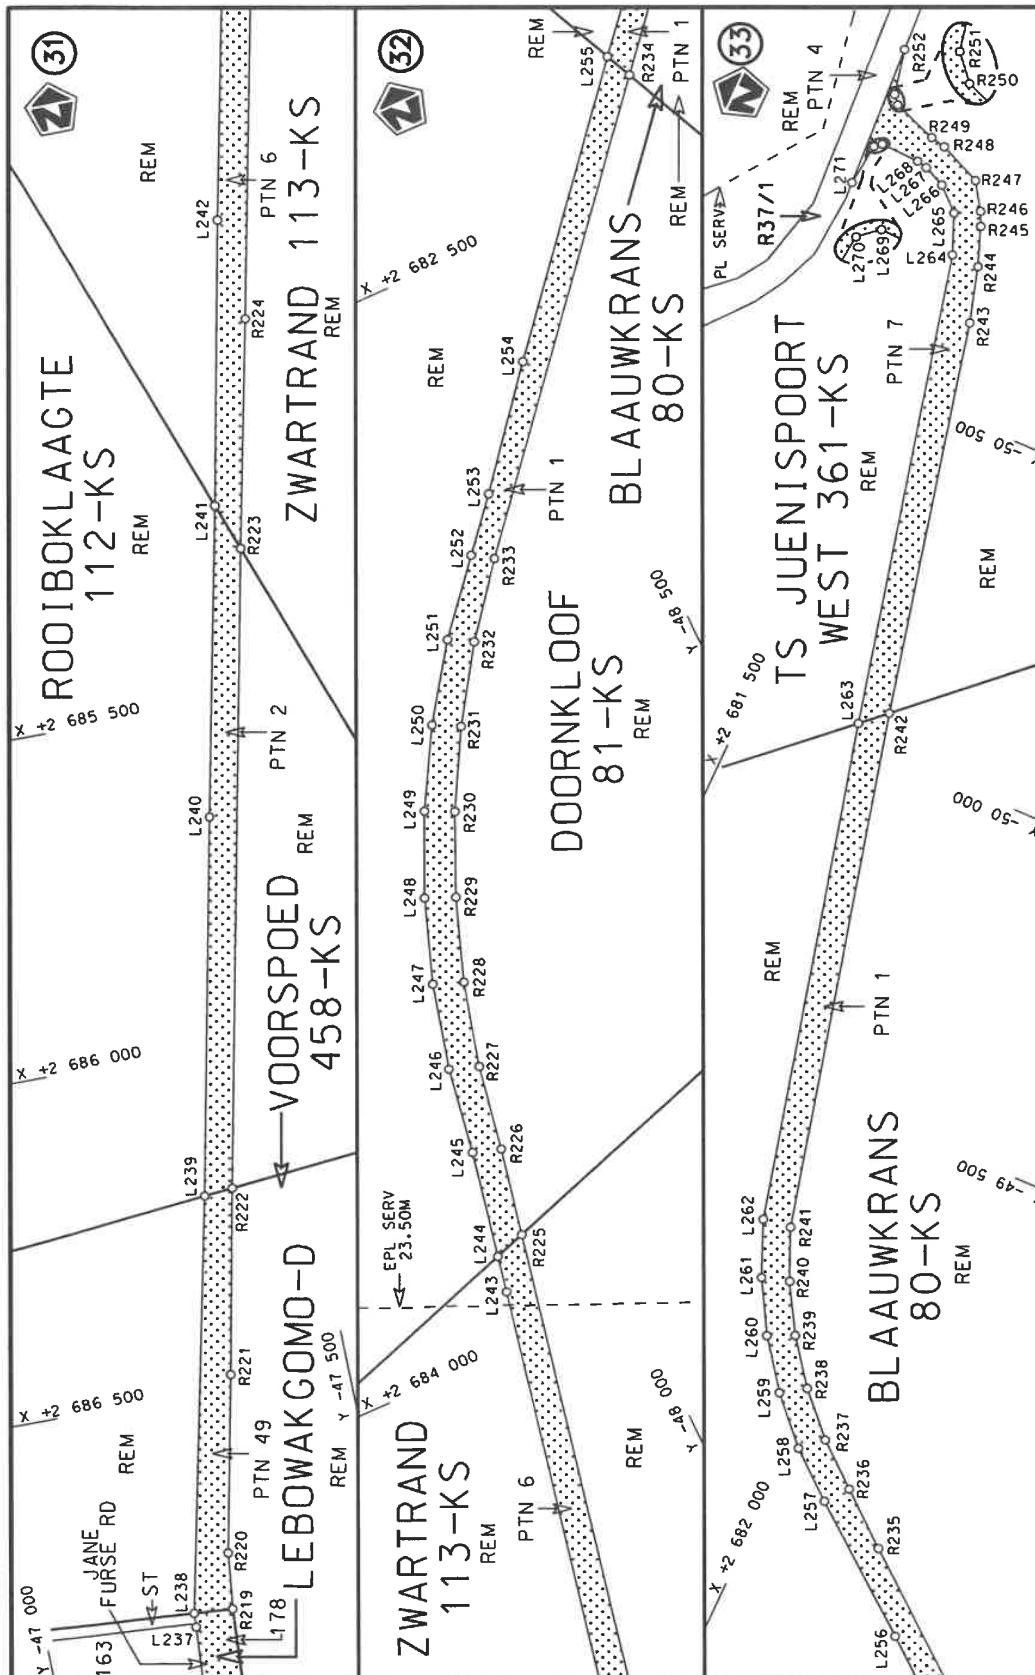 31
N
ROOIBOKLAAGTE
112-KS
REM
REM
L242
PTN 6
R224
ZWARTRAND 113-KS
REM
L241
R223
X +2 685 500
PTN 2
L240
REM
VOORSPOED
458-KS
X +2 686 000
L239
R222
LEBOWAKGOMO-D
R221
X +2 686 500
REM
PTN 49
REM
Y -47 500
JANE
FURSE RD
ST
163
L238
L237
R220
R219
178
Y -47 000
32
N
REM
L255
R234
PTN 1
REM
X +2 682 500
BLAAUWKRANS
80-KS
REM
L254
L253
PTN 1
L252
R233
L251
R232
Y -48 500
DOORNKLOOF
81-KS
REM
L250
R231
L249
R230
L248
R229
L247
R228
L246
R227
L245
R226
EPL SERV
23.50M
L244
R225
L243
X +2 684 000
Y -48 000
ZWARTRAND
113-KS
REM
PTN 6
REM
33
N
REM
PTN 4
R252
R251
R250
R249
R248
R247
R246
R245
R244
R243
L271
L270
L269
L268
L267
L266
L265
L264
PL SERV
R37/1
PTN 7
TS JUENISPOORT
WEST 361-KS
REM
-50 500
REM
X +2 681 500
L263
R242
-50 000
Y
REM
PTN 1
BLAAUWKRANS
80-KS
REM
-49 500
L262
R241
L261
R240
L260
R239
L259
R238
L258
R237
L257
R236
R235
L256
X +2 682 000